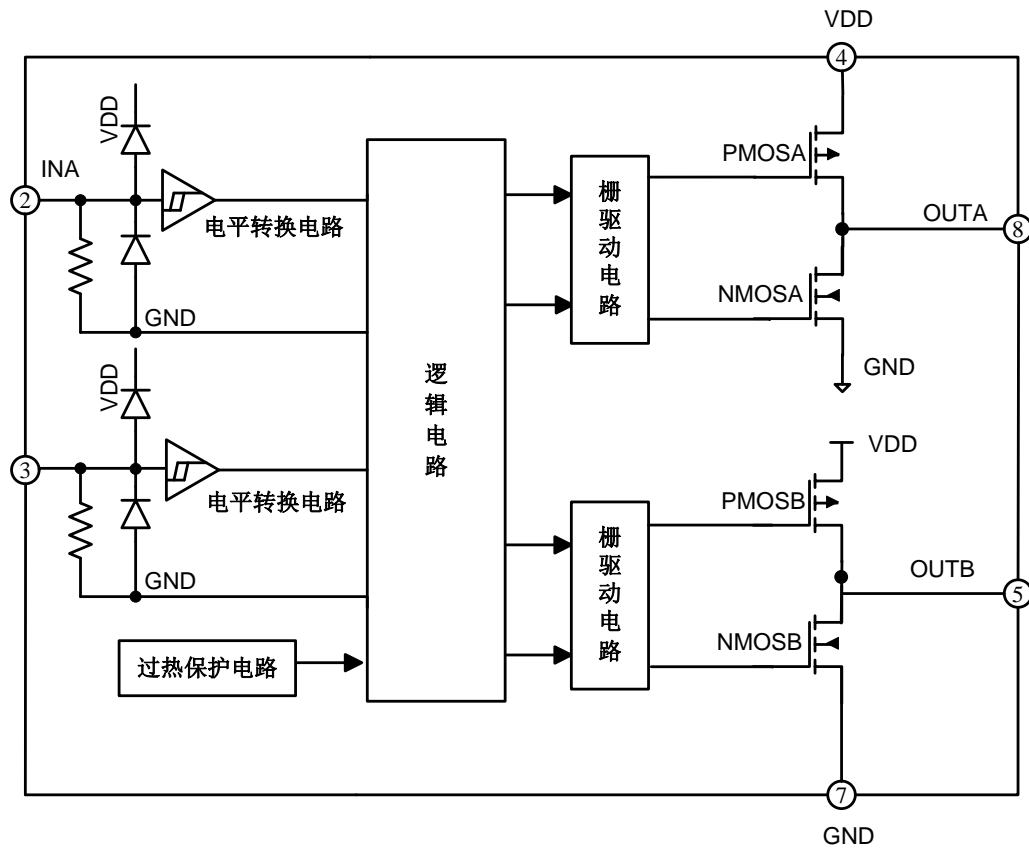 VDD
4
VDD
INA
2
电平转换电路
GND
VDD
3
电平转换电路
GND
过热保护电路
逻辑电路
栅驱动电路
栅驱动电路
PMOSA
OUTA
8
NMOSA
GND
VDD
PMOSB
OUTB
5
NMOSB
7
GND